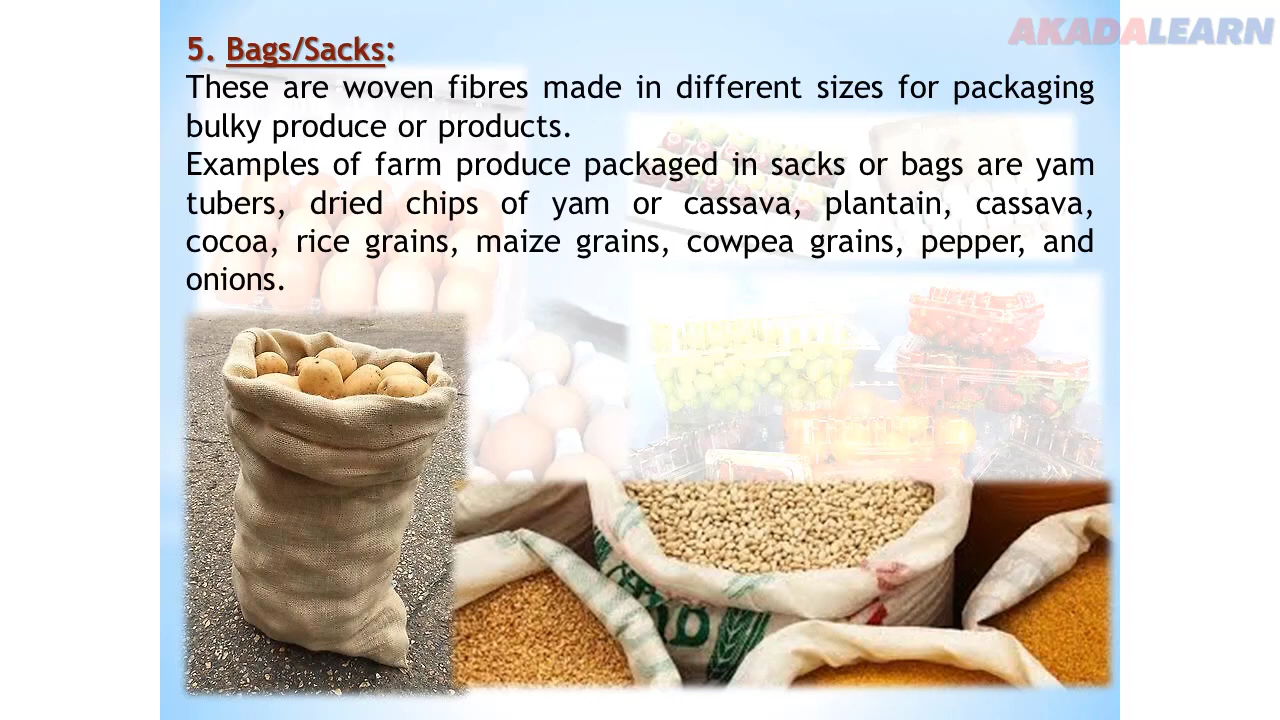 AKADALEARN
5. Bags/Sacks:
These are woven fibres made in different sizes for packaging
bulky produce or products.
Examples of farm produce packaged in sacks or bags are yam
tubers, dried chips of yam or cassava, plantain, cassava,
cocoa, rice grains, maize grains, cowpea grains, pepper, and
onions.